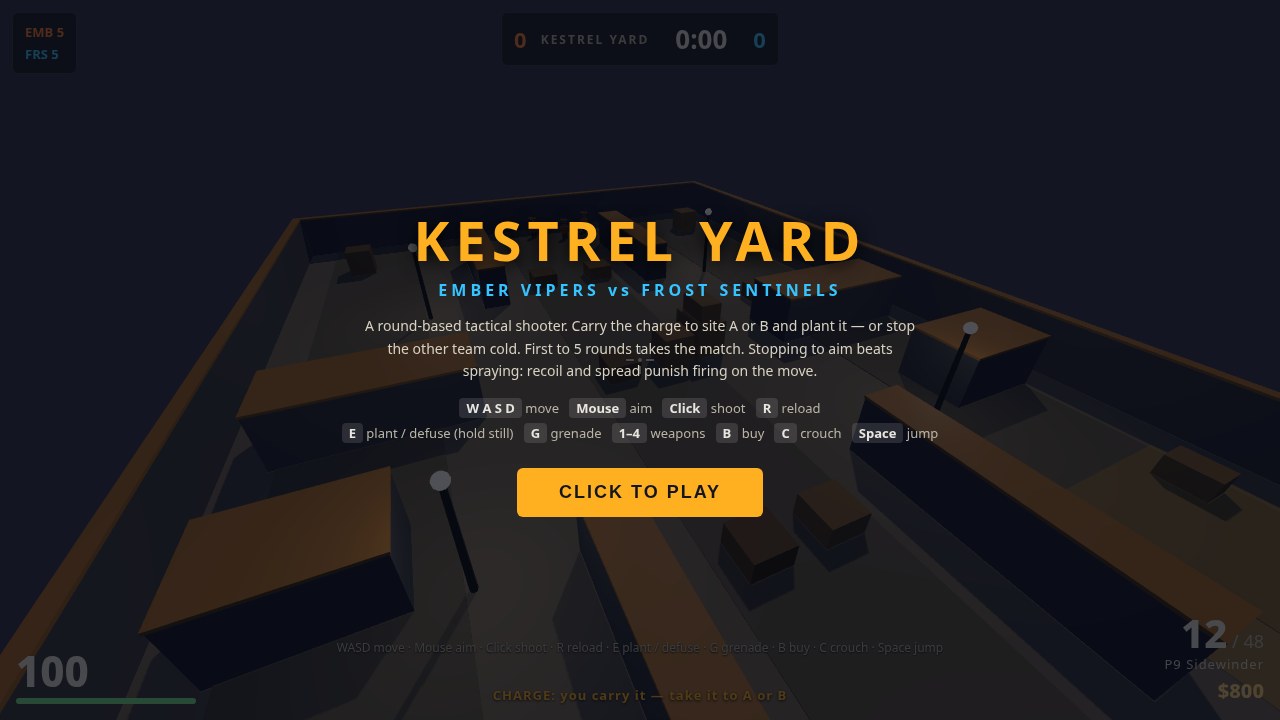 EMB 5
FRS 5
0 KESTREL YARD 0:00 0
KESTREL YARD
EMBER VIPERS vs FROST SENTINELS
A round-based tactical shooter. Carry the charge to site A or B and plant it — or stop
the other team cold. First to 5 rounds takes the match. Stopping to aim beats
spraying: recoil and spread punish firing on the move.
W A S D move Mouse aim Click shoot R reload
E plant / defuse (hold still) G grenade 1–4 weapons B buy C crouch Space jump
CLICK TO PLAY
WASD move · Mouse aim · Click shoot · R reload · E plant / defuse · G grenade · B buy · C crouch · Space jump
CHARGE: you carry it — take it to A or B
100
12 / 48
P9 Sidewinder
$800